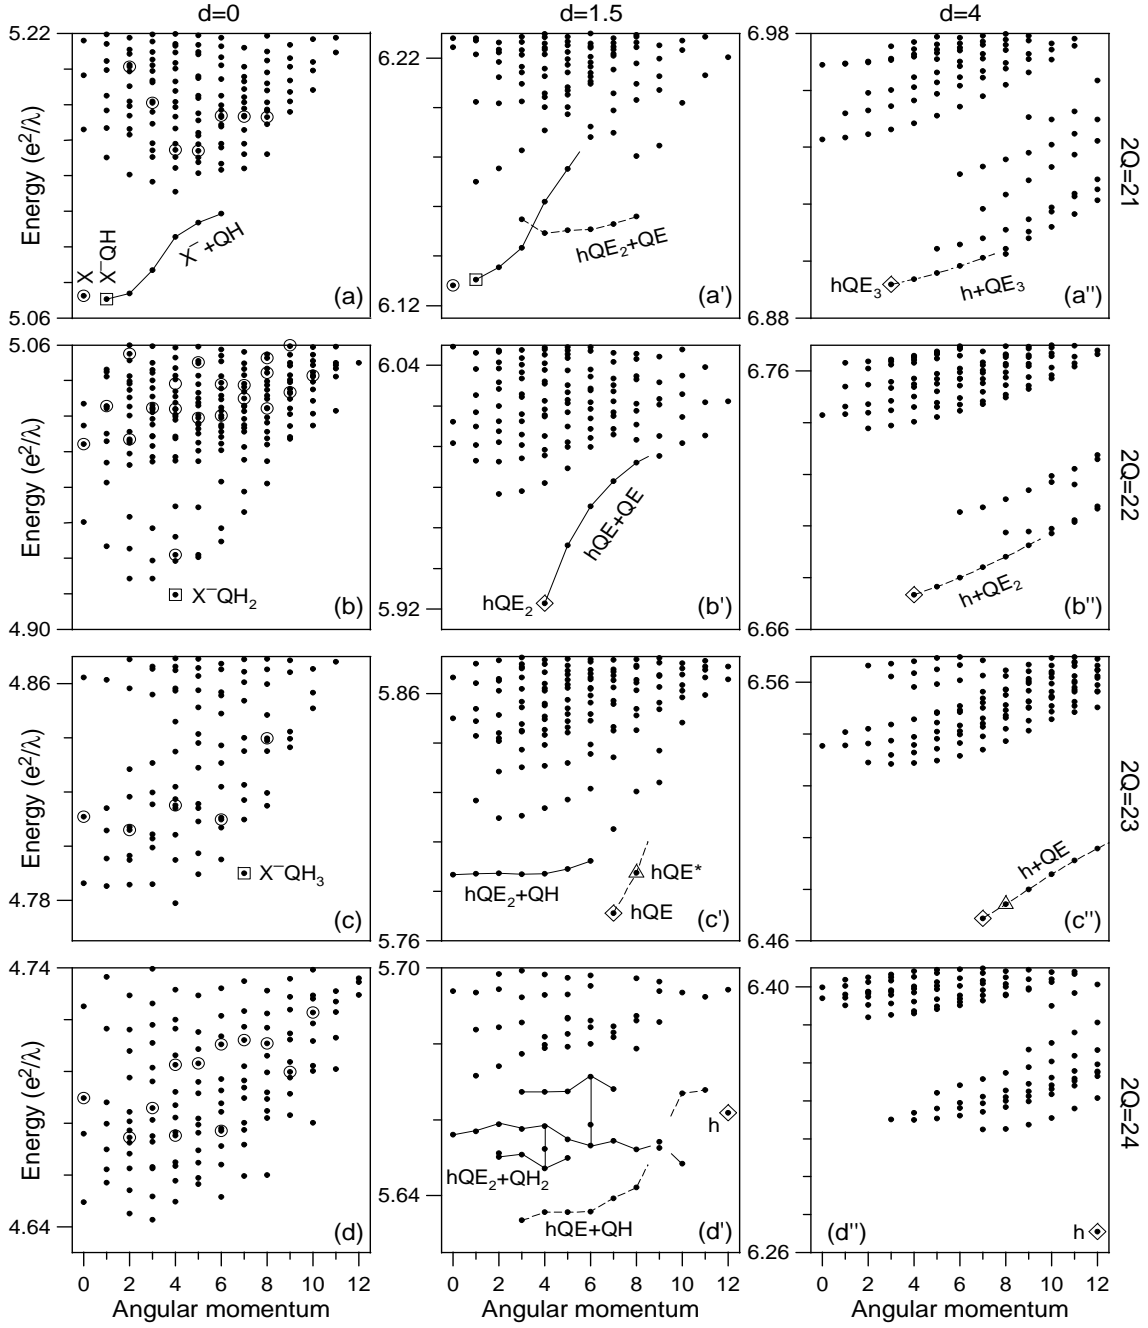 d=0
d=1.5
d=4
5.22
Energy (e²/λ)
5.06
X
X⁻QH
X⁻+QH
(a)
6.22
6.12
hQE₂+QE
(a')
6.98
6.88
hQE₃
h+QE₃
(a'')
2Q=21
5.06
Energy (e²/λ)
4.90
X⁻QH₂
(b)
6.04
5.92
hQE₂
hQE+QE
(b')
6.76
6.66
h+QE₂
(b'')
2Q=22
4.86
Energy (e²/λ)
4.78
X⁻QH₃
(c)
5.86
5.76
hQE₂+QH
hQE*
hQE
(c')
6.56
6.46
h+QE
(c'')
2Q=23
4.74
Energy (e²/λ)
4.64
(d)
5.70
5.64
h
hQE₂+QH₂
hQE+QH
(d')
6.40
6.26
(d'')
h
2Q=24
0 2 4 6 8 10 12
0 2 4 6 8 10 12
0 2 4 6 8 10 12
Angular momentum
Angular momentum
Angular momentum